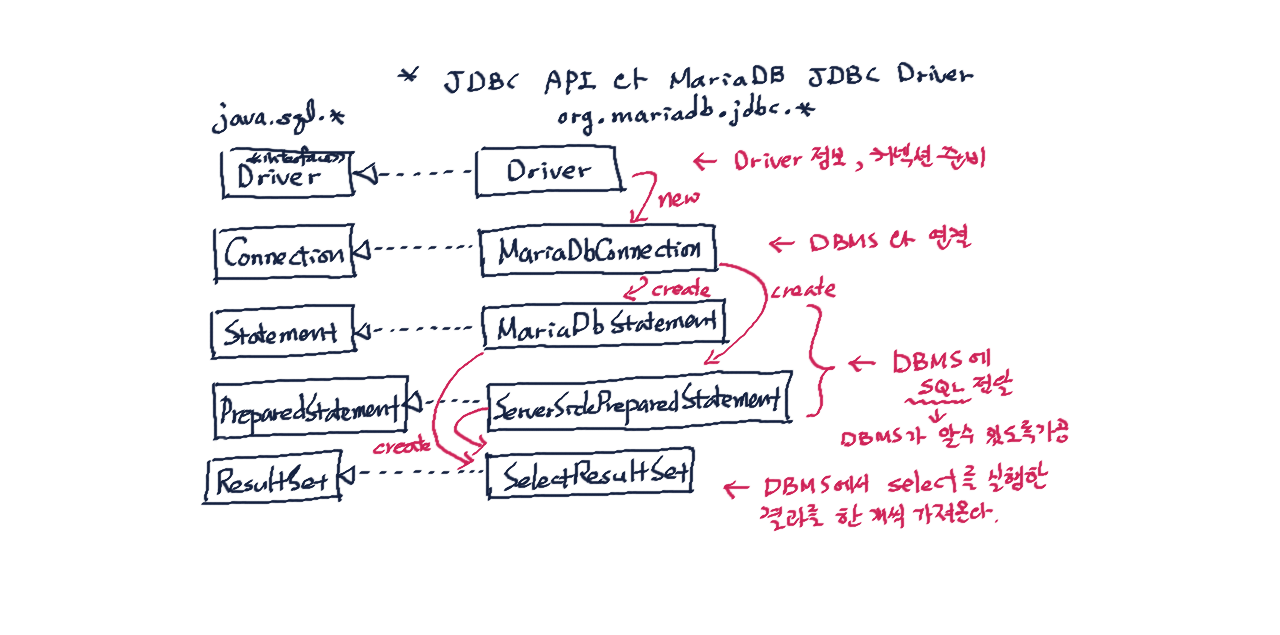 * JDBC API 와 MariaDB JDBC Driver
java.sql.*
org.mariadb.jdbc.*
<<interface>>
Driver
Driver
← Driver 정보, 커넥션 준비
new
Connection
MariaDbConnection
← DBMS 와 연결
create
create
Statement
MariaDbStatement
← DBMS에
SQL 전달
PreparedStatement
ServerSidePreparedStatement
DBMS가 알수 있도록 가공
create
ResultSet
SelectResultSet
← DBMS에서 select를 실행한
결과를 한 개씩 가져온다.